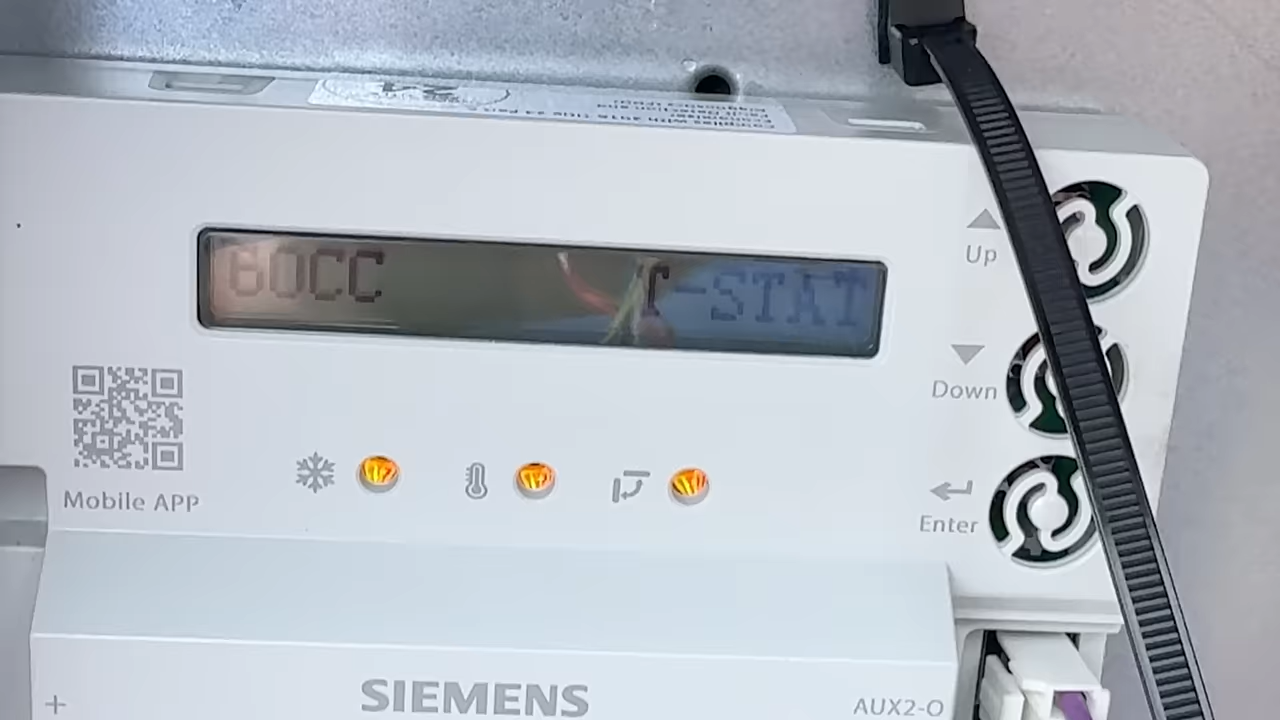 60CC T-STAT
Up
Down
Enter
Mobile APP
SIEMENS
AUX2-O
+